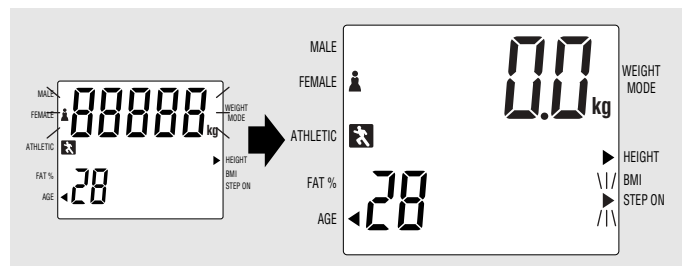 MALE
FEMALE
88888 kg
WEIGHT
MODE
ATHLETIC
HEIGHT
FAT %
BMI
STEP ON
AGE
28
MALE
FEMALE
0.0 kg
WEIGHT
MODE
ATHLETIC
HEIGHT
FAT %
BMI
STEP ON
AGE
28